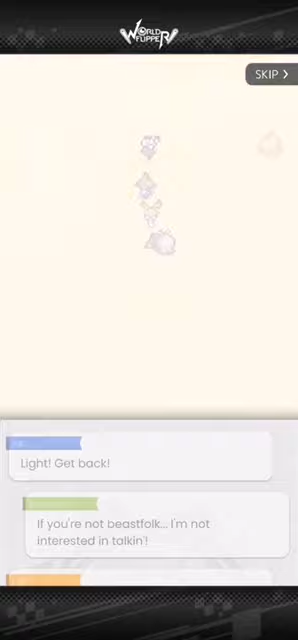 WORLD
FLIPPER
SKIP
Light! Get back!
If you're not beastfolk... I'm not
interested in talkin'!